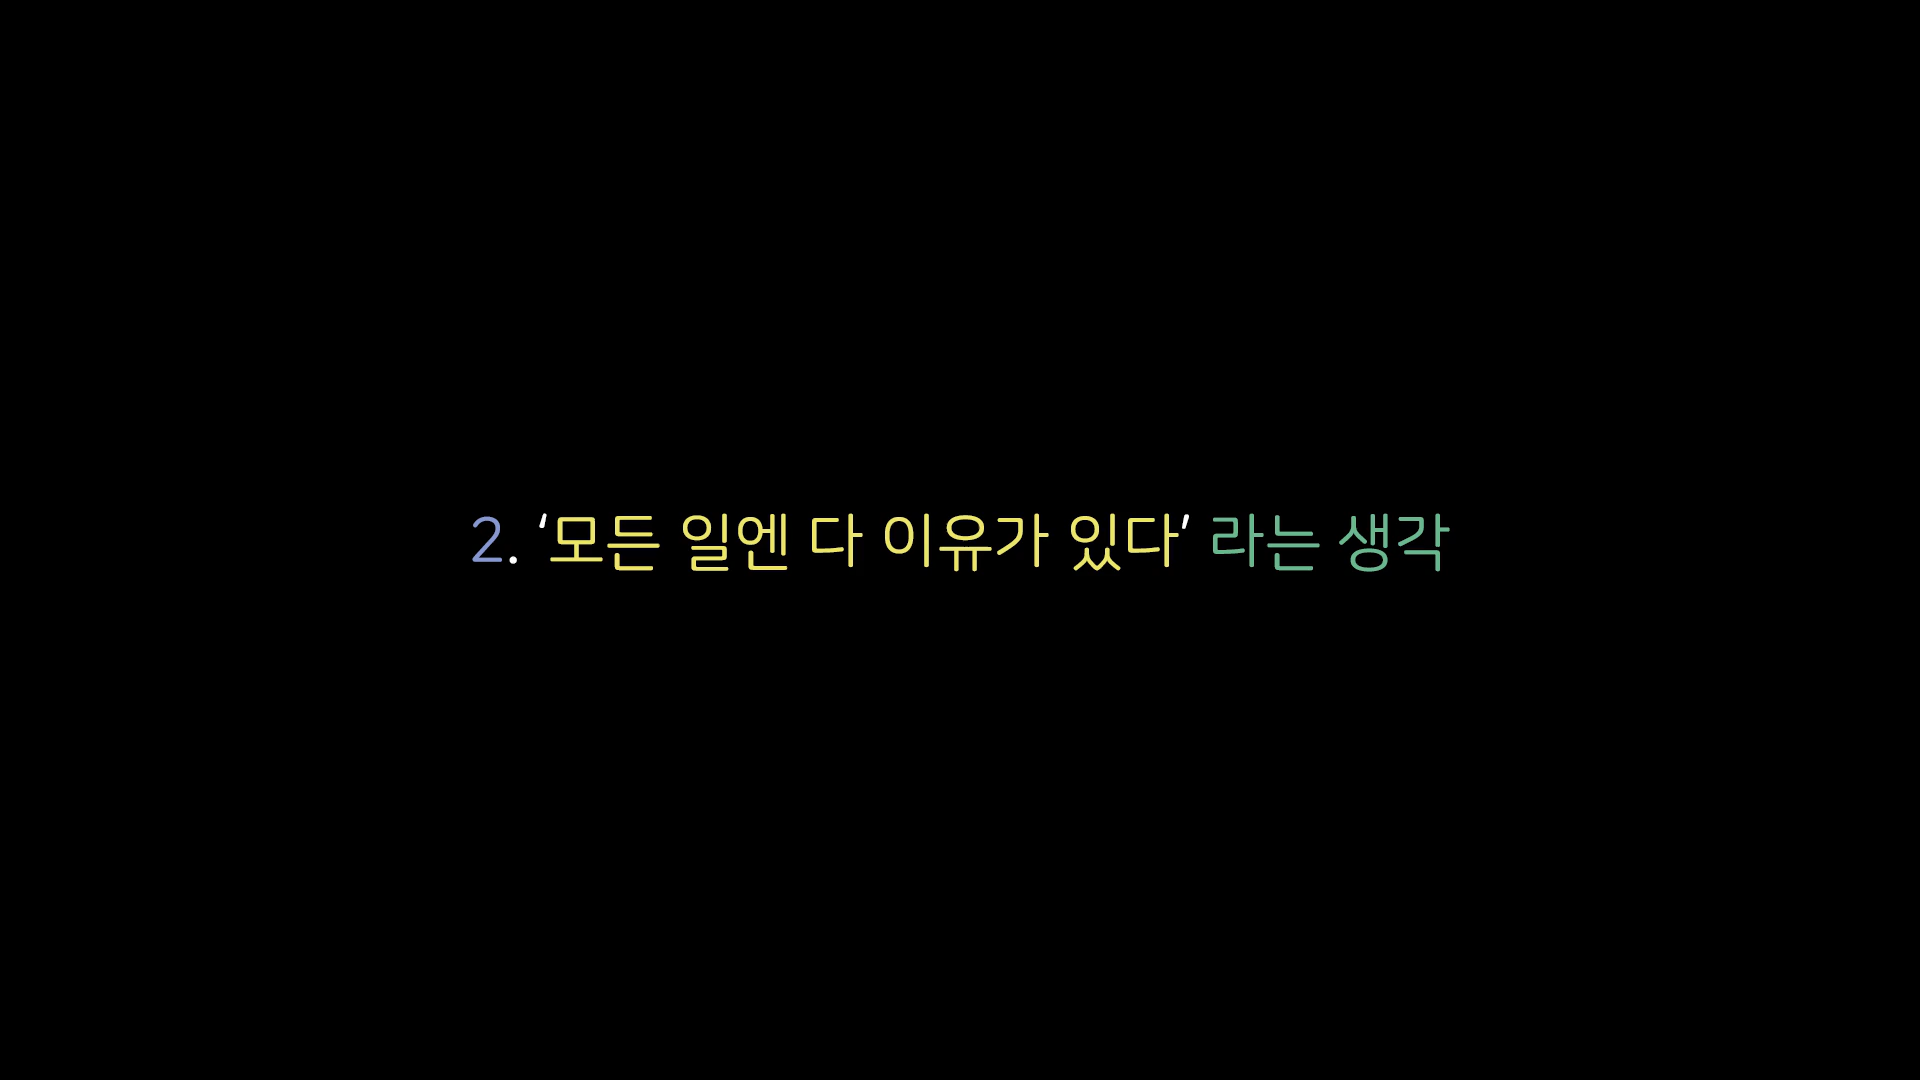 2. ‘모든 일엔 다 이유가 있다’ 라는 생각